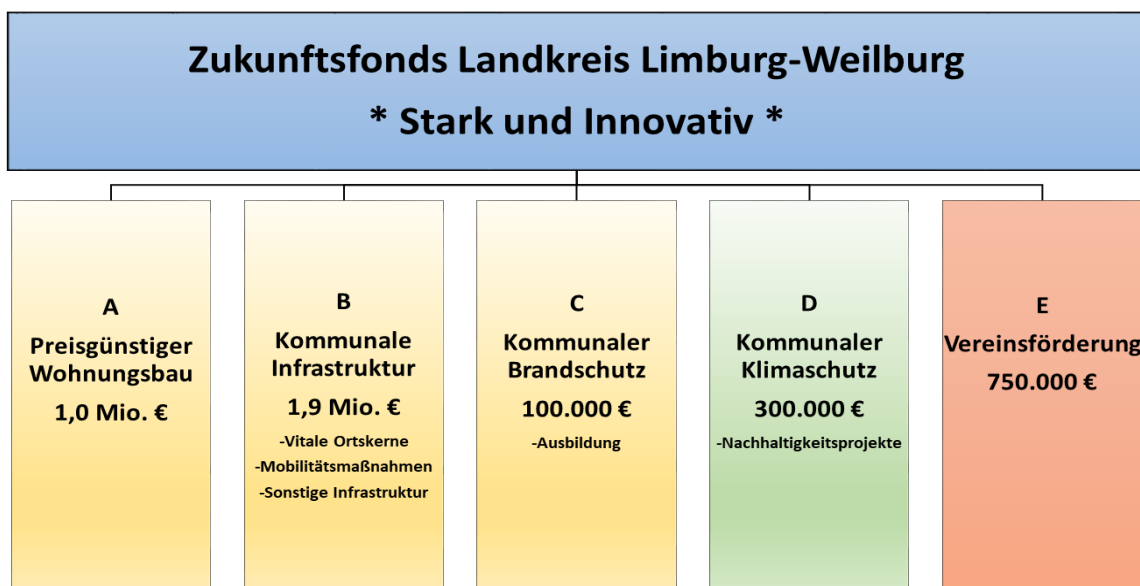 Zukunftsfonds Landkreis Limburg-Weilburg
* Stark und Innovativ *
A
Preisgünstiger
Wohnungsbau
1,0 Mio. €
B
Kommunale
Infrastruktur
1,9 Mio. €
-Vitale Ortskerne
-Mobilitätsmaßnahmen
-Sonstige Infrastruktur
C
Kommunaler
Brandschutz
100.000 €
-Ausbildung
D
Kommunaler
Klimaschutz
300.000 €
-Nachhaltigkeitsprojekte
E
Vereinsförderung
750.000 €